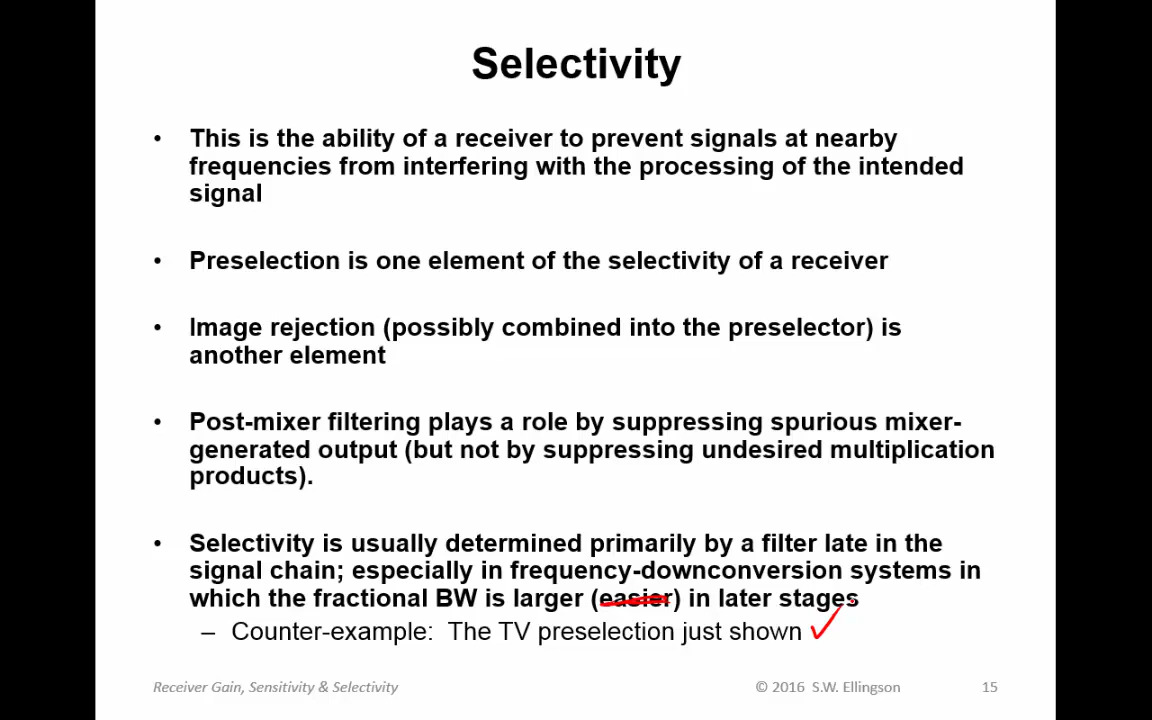 Selectivity
• This is the ability of a receiver to prevent signals at nearby
frequencies from interfering with the processing of the intended
signal
• Preselection is one element of the selectivity of a receiver
• Image rejection (possibly combined into the preselector) is
another element
• Post-mixer filtering plays a role by suppressing spurious mixer-
generated output (but not by suppressing undesired multiplication
products).
• Selectivity is usually determined primarily by a filter late in the
signal chain; especially in frequency-downconversion systems in
which the fractional BW is larger (easier) in later stages
– Counter-example: The TV preselection just shown
Receiver Gain, Sensitivity & Selectivity © 2016 S.W. Ellingson 15